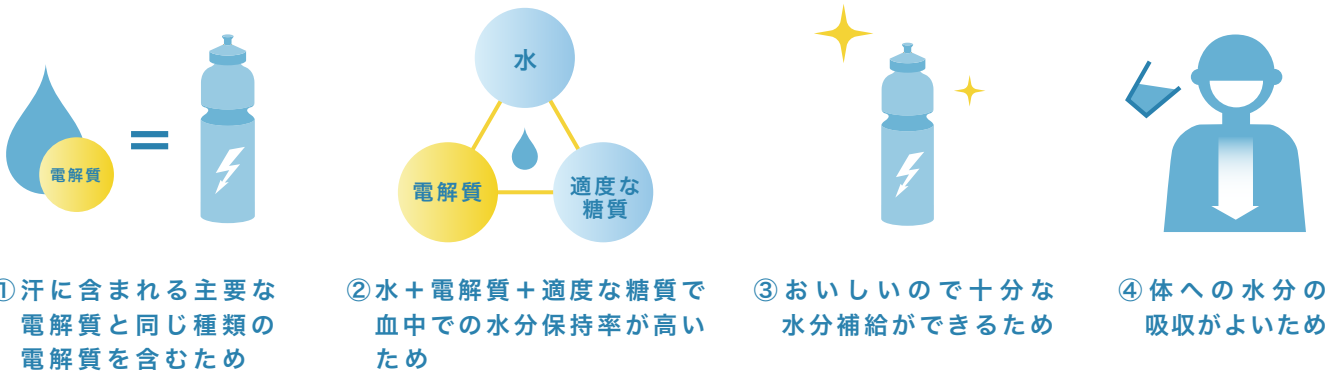 電解質
水
電解質
適度な
糖質
①汗に含まれる主要な
電解質と同じ種類の
電解質を含むため
②水＋電解質＋適度な糖質で
血中での水分保持率が高い
ため
③おいしいので十分な
水分補給ができるため
④体への水分の
吸収がよいため